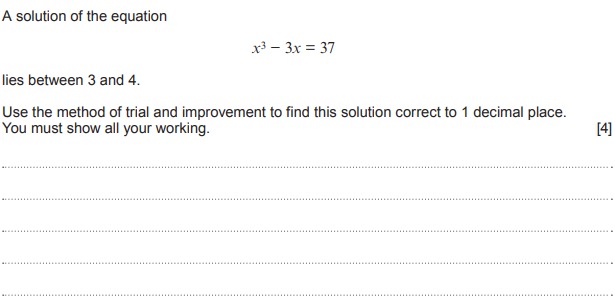 A solution of the equation
x³ − 3x = 37
lies between 3 and 4.
Use the method of trial and improvement to find this solution correct to 1 decimal place.
You must show all your working. [4]